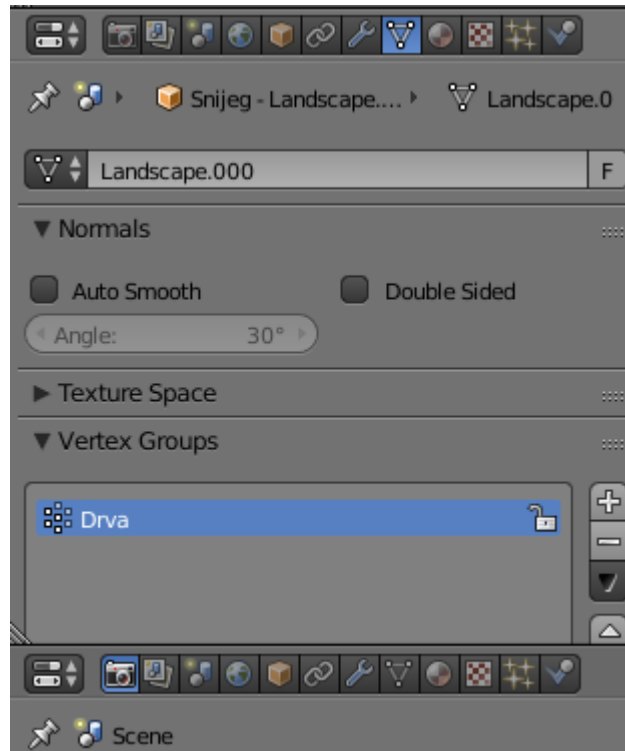 Snijeg - Landscape.... Landscape.0
Landscape.000 F
Normals
Auto Smooth Double Sided
Angle: 30°
Texture Space
Vertex Groups
Drva
Scene